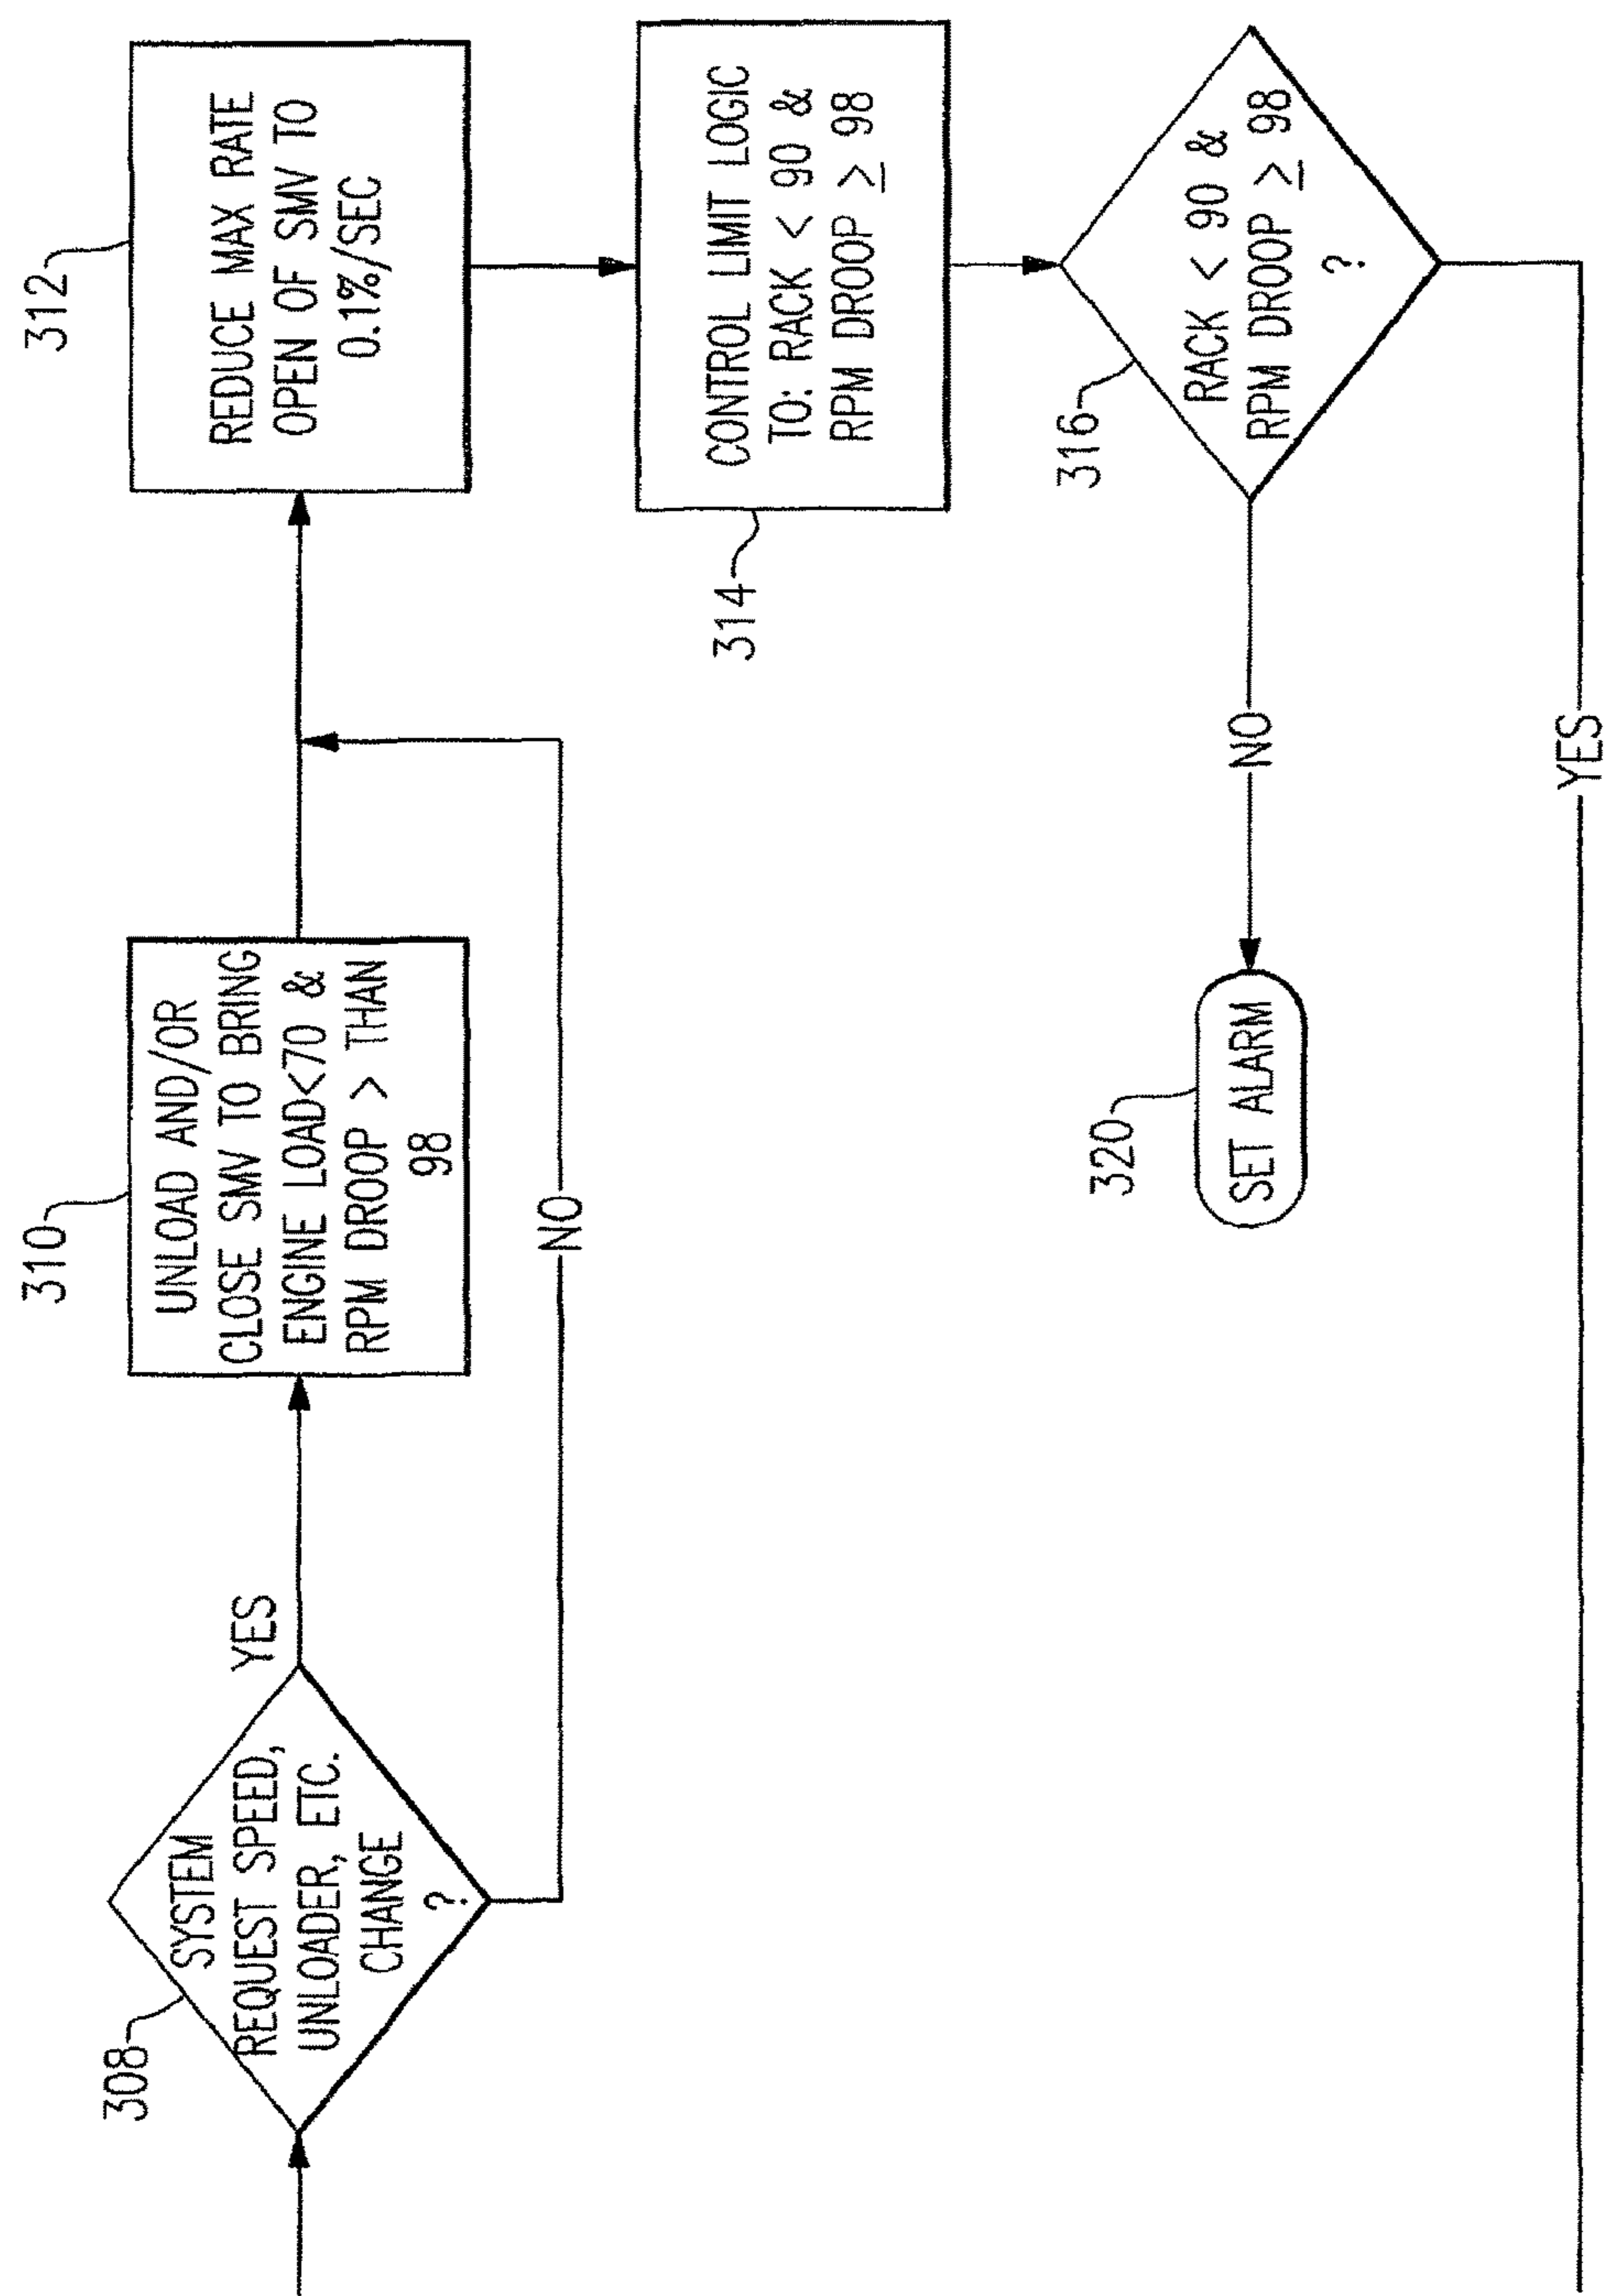 308
SYSTEM
REQUEST SPEED,
UNLOADER, ETC.
CHANGE
?
YES
NO
310
UNLOAD AND/OR
CLOSE SMV TO BRING
ENGINE LOAD<70 &
RPM DROOP > THAN
98
312
REDUCE MAX RATE
OPEN OF SMV TO
0.1%/SEC
314
CONTROL LIMIT LOGIC
TO: RACK < 90 &
RPM DROOP ≥ 98
316
RACK < 90 &
RPM DROOP ≥ 98
?
NO
320
SET ALARM
YES